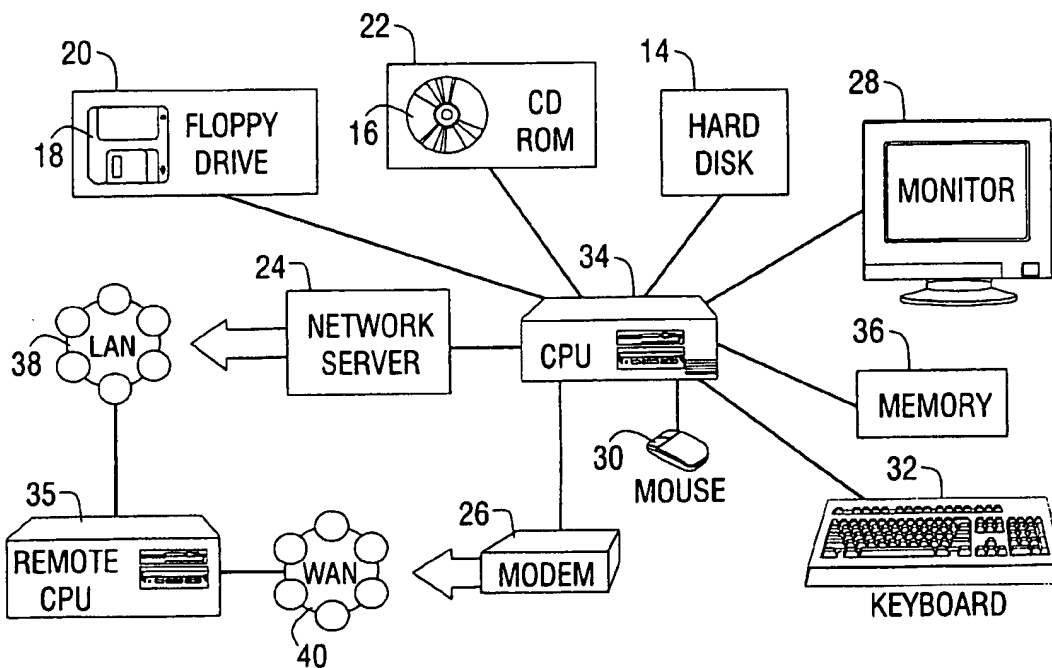 20
22
14
28
18
FLOPPY
DRIVE
16
CD
ROM
HARD
DISK
MONITOR
24
34
38
LAN
NETWORK
SERVER
CPU
36
MEMORY
30
MOUSE
32
35
26
REMOTE
CPU
WAN
MODEM
KEYBOARD
40